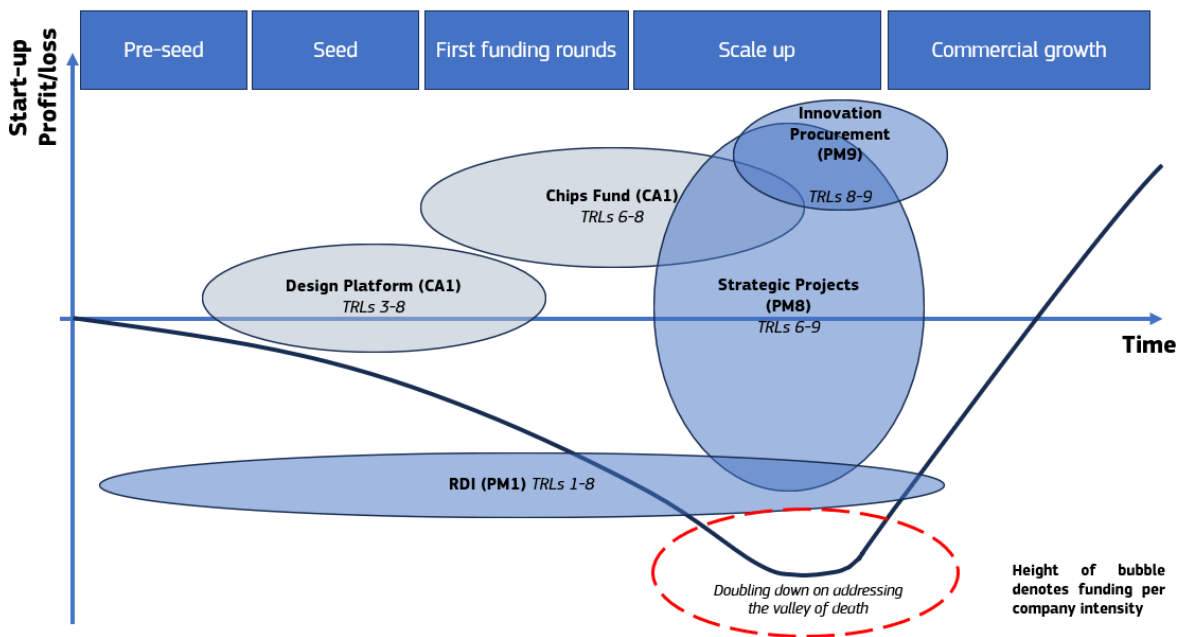 Pre-seed
Seed
First funding rounds
Scale up
Commercial growth
Start-up
Profit/loss
Innovation
Procurement
(PM9)
TRLs 8-9
Chips Fund (CA1)
TRLs 6-8
Design Platform (CA1)
TRLs 3-8
Strategic Projects
(PM8)
TRLs 6-9
Time
RDI (PM1) TRLs 1-8
Doubling down on addressing
the valley of death
Height of bubble
denotes funding per
company intensity